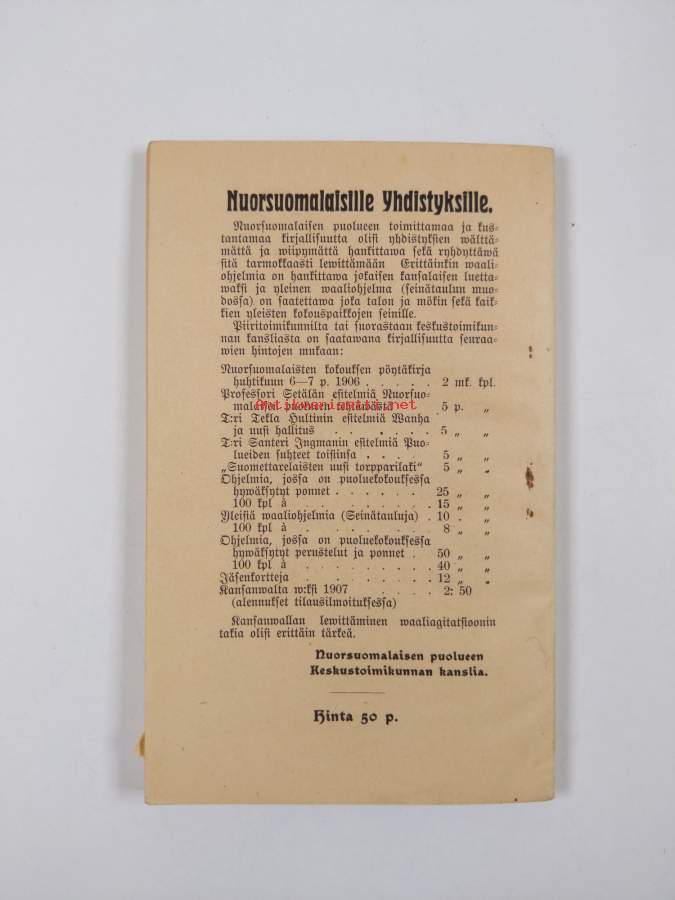 Nuorsuomalaisille Yhdistyksille.
Nuorsuomalaisen puolueen toimittamaa ja kus-
tantamaa kirjallisuutta olisi yhdistyksien wälttä-
mättä ja wiipymättä hankittawa sekä ryhdyttäwä
sitä tarmokkaasti lewittämään Erittäinkin waali-
ohjelmia on hankittawa jokaisen kansalaisen luetta-
waksi ja yleinen waaliohjelma (seinätaulun muo-
dossa) on saatettawa joka talon ja mökin sekä kaik-
kien yleisten kokouspaikkojen seinille.
Piiritoimikunnilta tai suorastaan keskustoimikun-
nan kansliasta on saatawana kirjallisuutta seuraa-
wien hintojen mukaan:
Nuorsuomalaisten kokouksen pöytäkirja
huhtikuun 6—7 p. 1906 . . . . . 2 mk. kpl.
Professori Setälän esitelmiä Nuorsuo-
malaisen puolueen tehtäwästä 5 p. „
T:ri Tekla Hultinin esitelmiä Wanha
ja uusi hallitus . . . . . . 5 „ „
T:ri Santeri Ingmanin esitelmiä Puo-
lueiden suhteet toisiinsa . . . . 5 „ „
„Suomettarelaisten uusi torpparilaki“ 5 „ „
Ohjelmia, jossa on puoluekokouksessa
hywäksytyt ponnet . . . . . . 25 „ „
100 kpl à . . . . . . . 15 „ „
Yleisiä waaliohjelmia (Seinätauluja) . 10 . „
100 kpl à . . . . . . . 8 „ „
Ohjelmia, jossa on puoluekokouksessa
hywäksytyt perustelut ja ponnet . 50 „ „
100 kpl à . . . . . . . 40 „ „
Jäsenkortteja . . . . . . . 12 „ „
Kansanwalta w:ksi 1907 . . . . 2: 50
(alennukset tilausilmoituksessa)
Kansanwallan lewittäminen waaliagitatsioonin
takia olisi erittäin tärkeä.
Nuorsuomalaisen puolueen
Keskustoimikunnan kanslia.
Hinta 50 p.